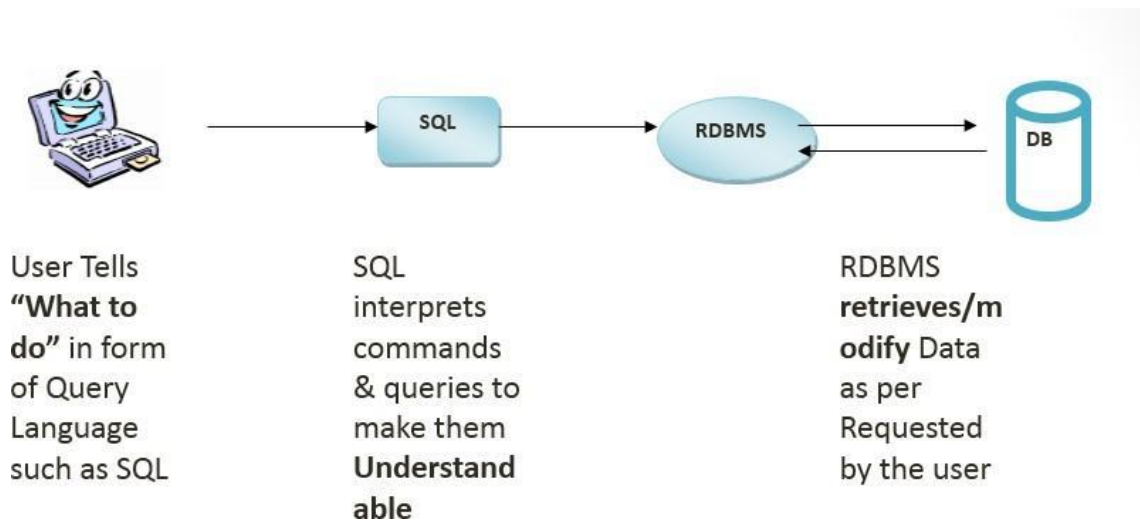 SQL
RDBMS
DB
User Tells
“What to
do” in form
of Query
Language
such as SQL
SQL
interprets
commands
& queries to
make them
Understand
able
RDBMS
retrieves/m
odify Data
as per
Requested
by the user